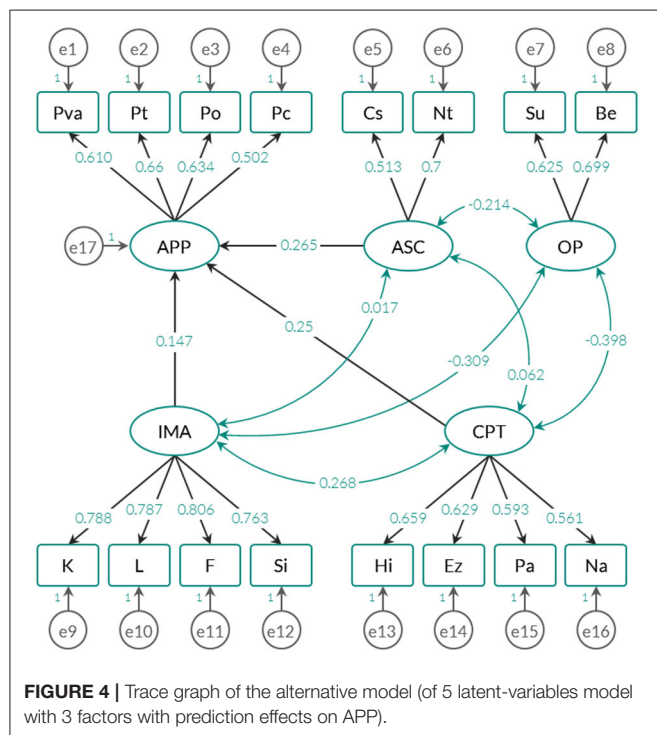 e1 e2 e3 e4 e5 e6 e7 e8
1 1 1 1 1 1 1 1
Pva Pt Po Pc Cs Nt Su Be
0.610 0.66 0.634 0.502 0.513 0.7 0.625 0.699
-0.214
e17 1 APP 0.265 ASC OP
0.017
0.25
0.147 -0.309 -0.398
0.062
IMA CPT
0.268
0.788 0.787 0.806 0.763 0.659 0.629 0.593 0.561
K L F Si Hi Ez Pa Na
1 1 1 1 1 1 1 1
e9 e10 e11 e12 e13 e14 e15 e16
FIGURE 4 | Trace graph of the alternative model (of 5 latent-variables model
with 3 factors with prediction effects on APP).